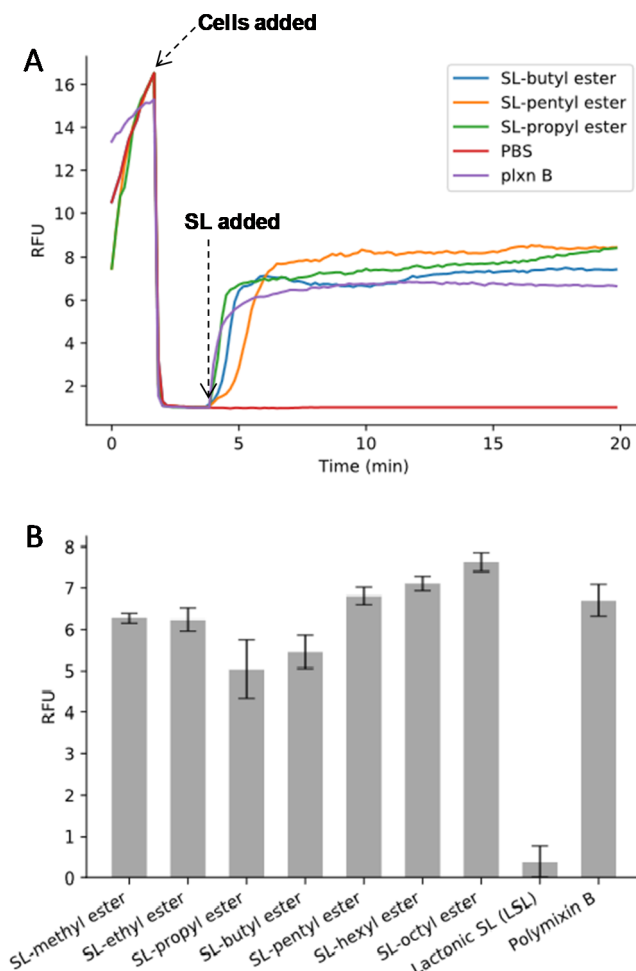 Cells added
A
SL-butyl ester
SL-pentyl ester
SL-propyl ester
PBS
plxn B
SL added
16
14
12
10
8
6
4
2
RFU
0
5
10
15
20
Time (min)
B
8
7
6
5
4
3
2
1
0
RFU
SL-methyl ester
SL-ethyl ester
SL-propyl ester
SL-butyl ester
SL-pentyl ester
SL-hexyl ester
SL-octyl ester
Lactonic SL (LSL)
Polymixin B